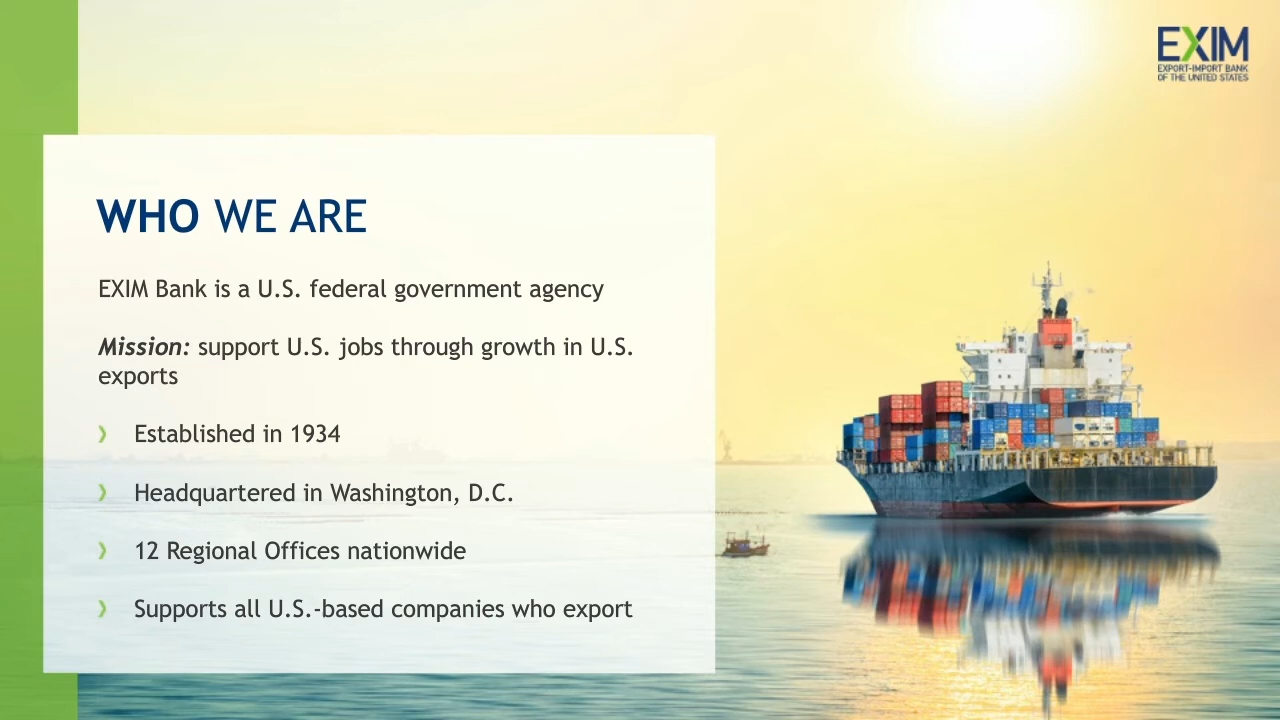 EXIM
EXPORT-IMPORT BANK
OF THE UNITED STATES
WHO WE ARE
EXIM Bank is a U.S. federal government agency
Mission: support U.S. jobs through growth in U.S.
exports
Established in 1934
Headquartered in Washington, D.C.
12 Regional Offices nationwide
Supports all U.S.-based companies who export